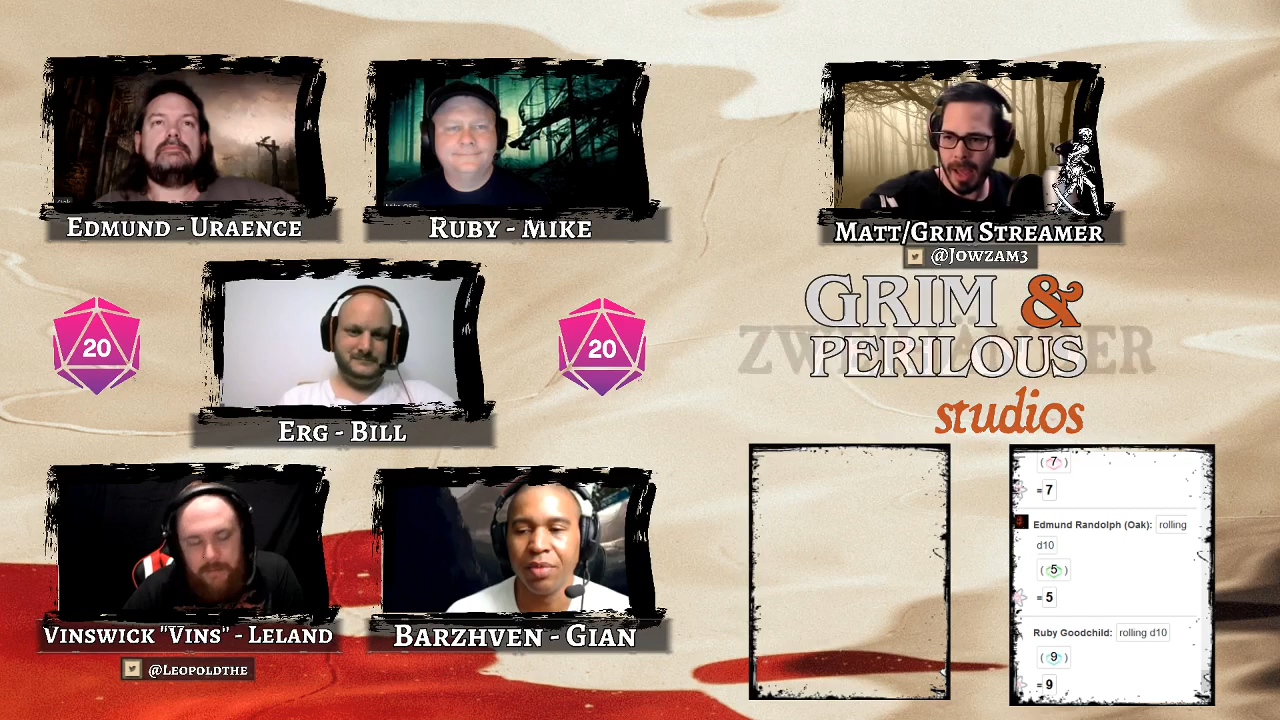 Edmund - Uraence
Ruby - Mike
Matt/Grim Streamer
@Jowzam3
20
Erg - Bill
20
GRIM &
ZWEIHÄNDER
PERILOUS
studios
Vinswick "Vins" - Leland
@Leopoldthe
Barzhven - Gian
(7)
=7
Edmund Randolph (Oak): rolling
d10
(5)
=5
Ruby Goodchild: rolling d10
(9)
=9